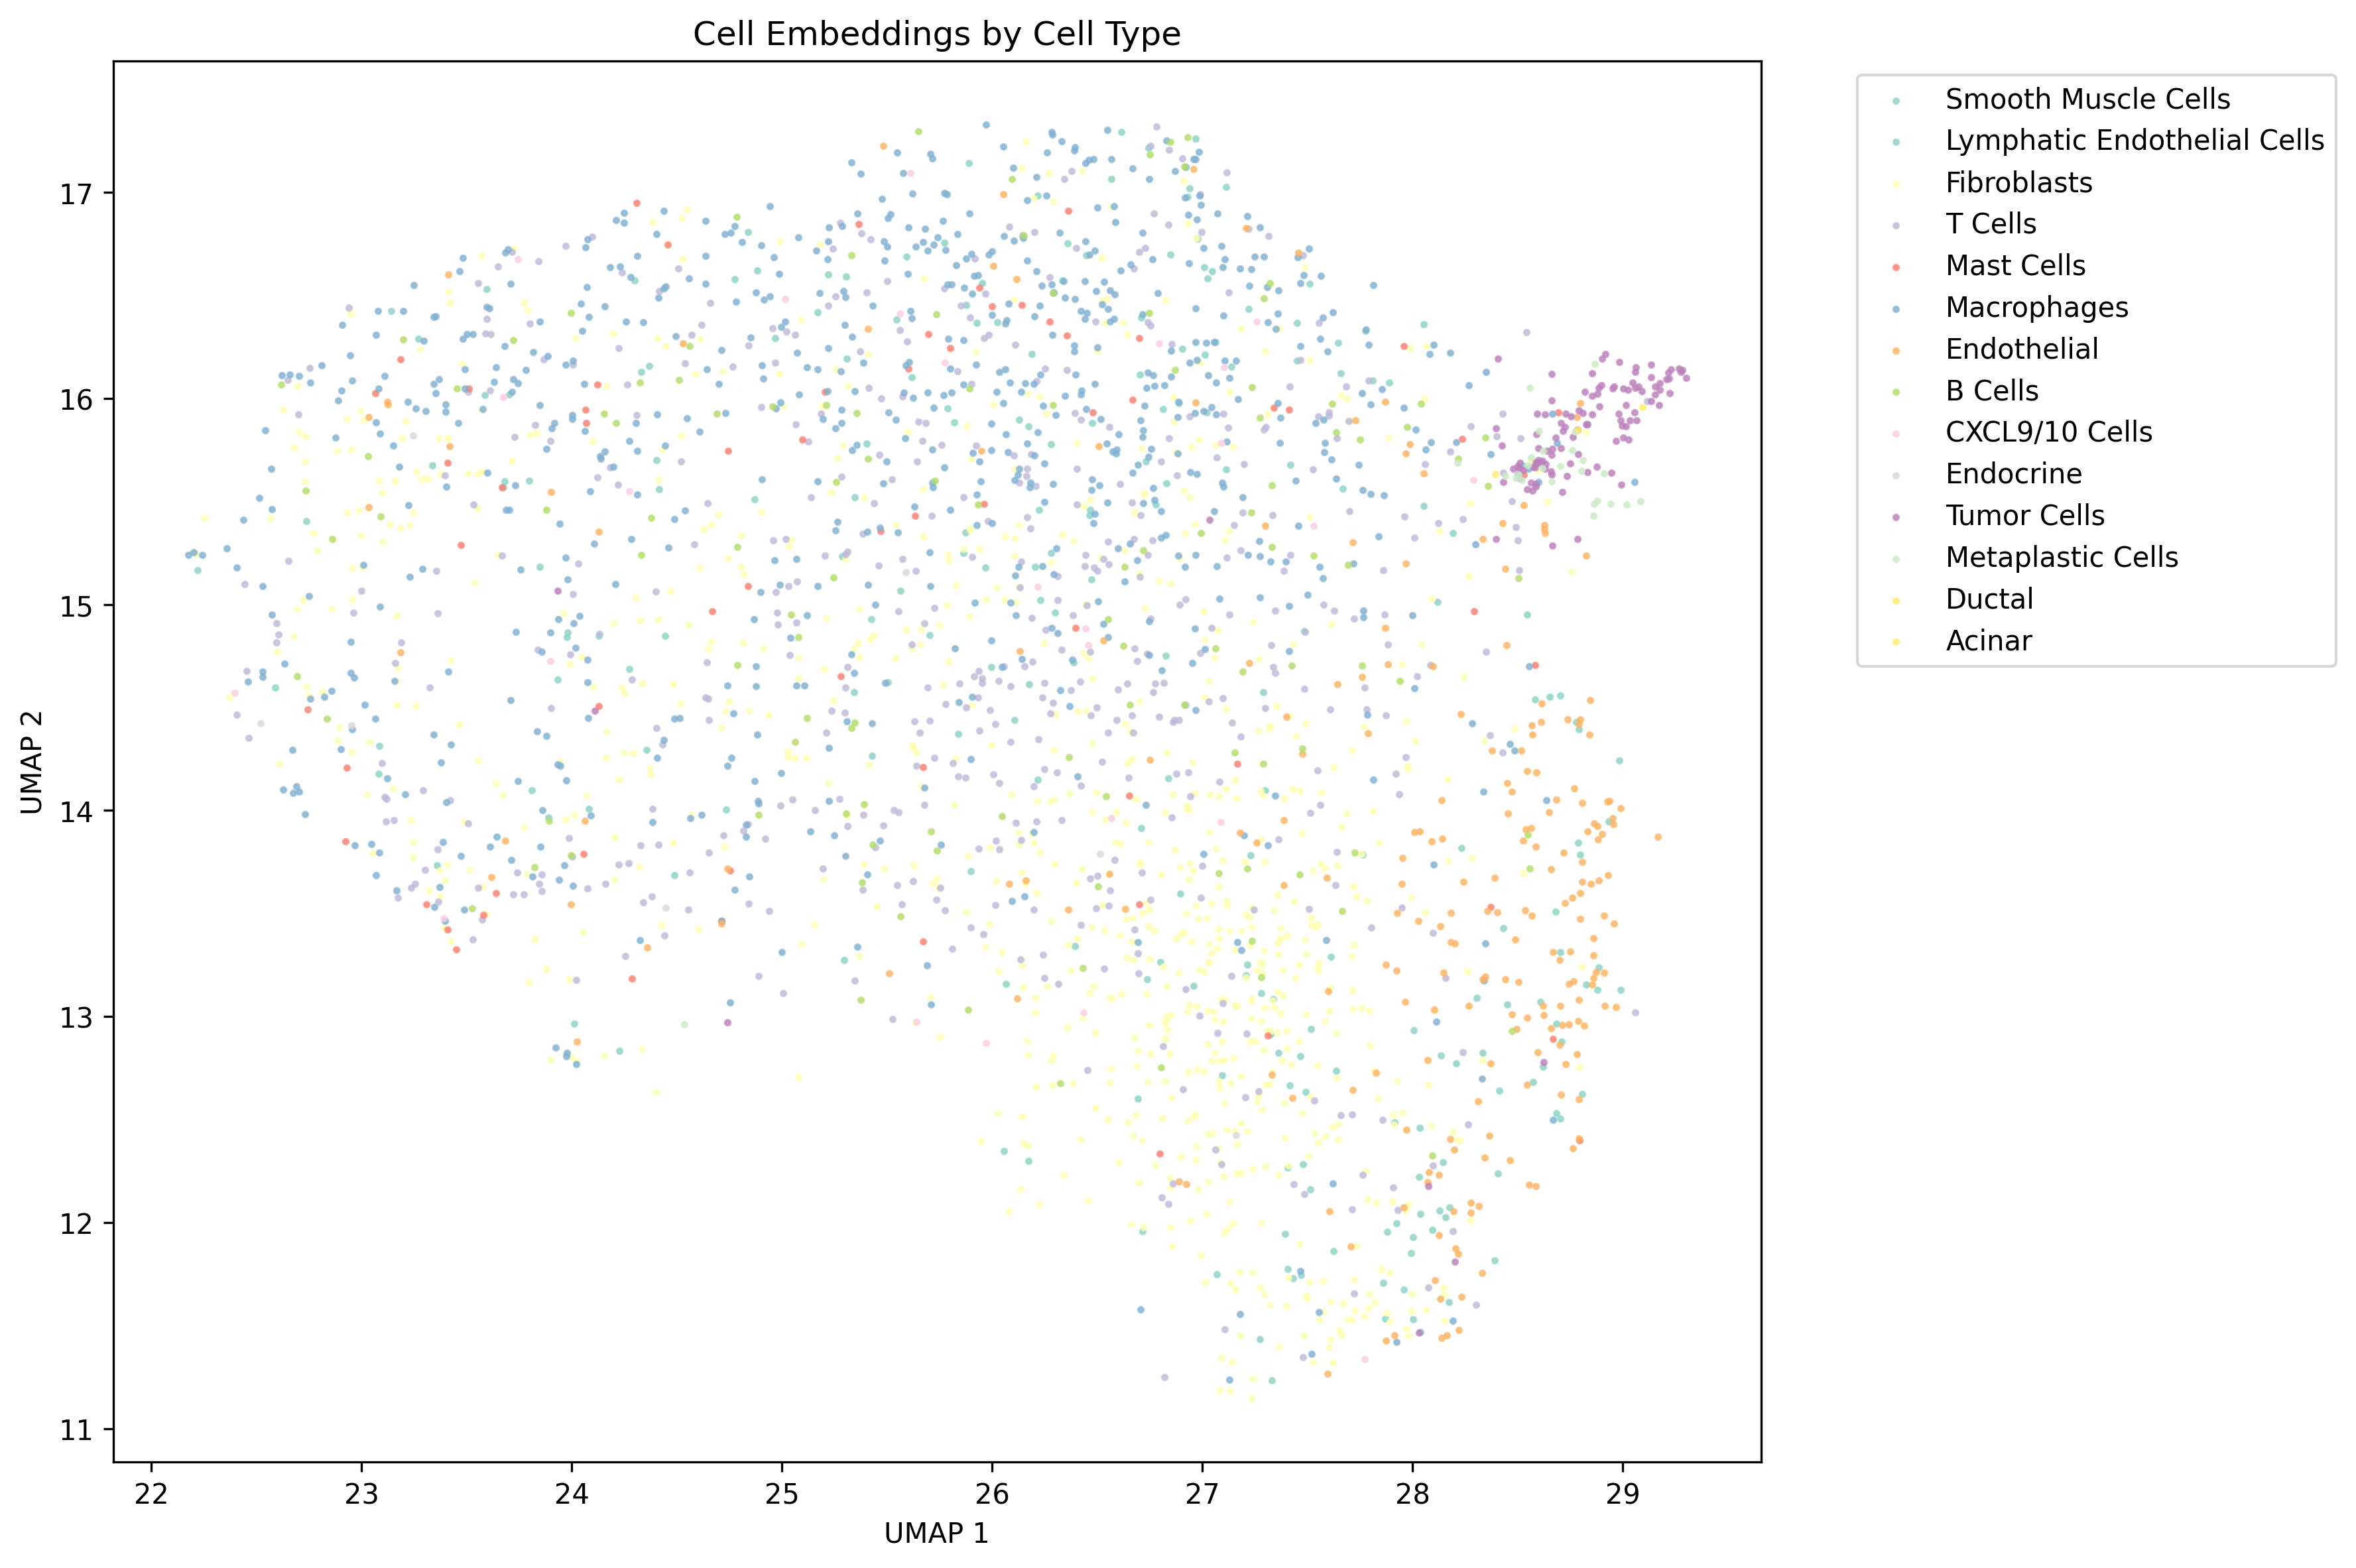 Cell Embeddings by Cell Type
Smooth Muscle Cells
Lymphatic Endothelial Cells
Fibroblasts
T Cells
Mast Cells
Macrophages
Endothelial
B Cells
CXCL9/10 Cells
Endocrine
Tumor Cells
Metaplastic Cells
Ductal
Acinar
UMAP 2
17
16
15
14
13
12
11
22 23 24 25 26 27 28 29
UMAP 1